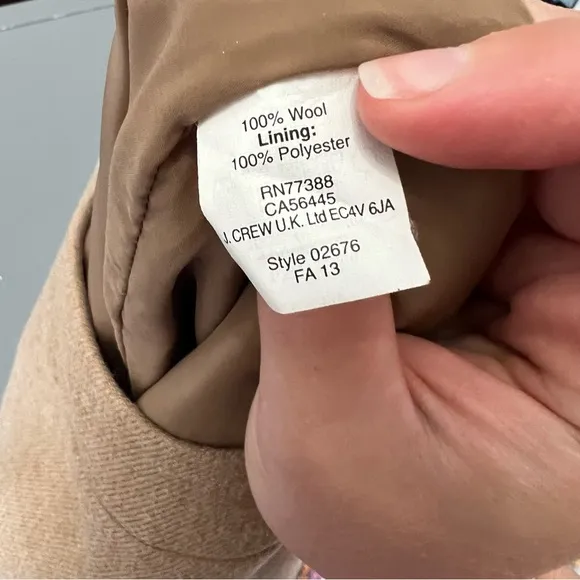 100% Wool
Lining:
100% Polyester
RN77388
CA56445
J. CREW U.K. Ltd EC4V 6JA
Style 02676
FA 13